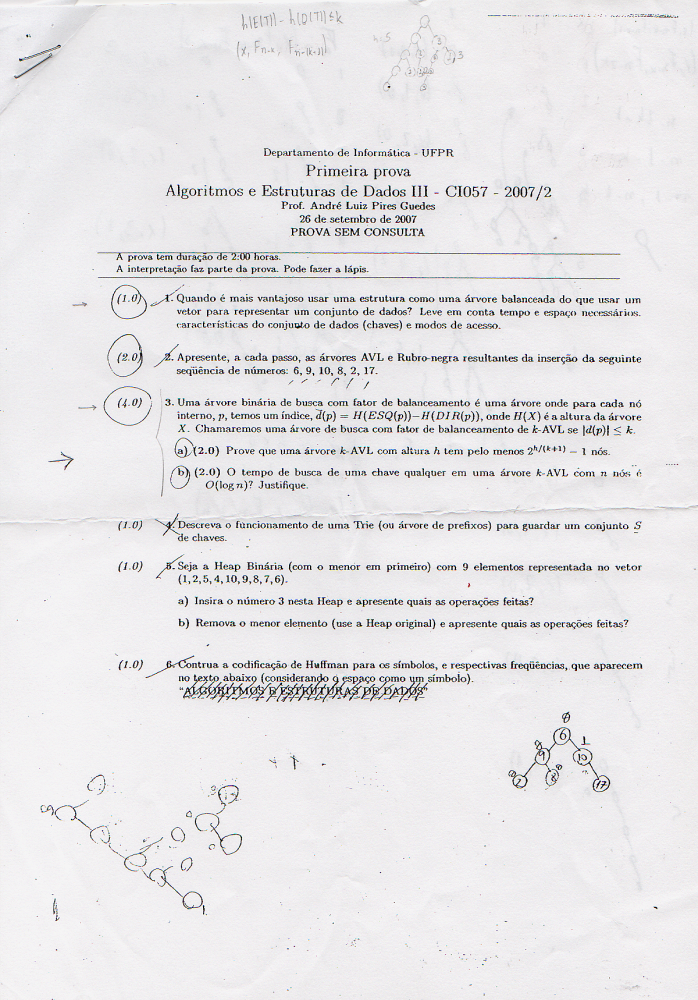 h(E(T)) - h(D(T)) ≤ k
Departamento de Informática - UFPR
Primeira prova
Algoritmos e Estruturas de Dados III - CI057 - 2007/2
Prof. André Luiz Pires Guedes
26 de setembro de 2007
PROVA SEM CONSULTA
A prova tem duração de 2:00 horas.
A interpretação faz parte da prova. Pode fazer a lápis.
(1.0) 1. Quando é mais vantajoso usar uma estrutura como uma árvore balanceada do que usar um
vetor para representar um conjunto de dados? Leve em conta tempo e espaço necessários,
características do conjunto de dados (chaves) e modos de acesso.
(2.0) 2. Apresente, a cada passo, as árvores AVL e Rubro-negra resultantes da inserção da seguinte
seqüência de números: 6, 9, 10, 8, 2, 17.
(4.0) 3. Uma árvore binária de busca com fator de balanceamento é uma árvore onde para cada nó
interno, p, temos um índice, d(p) = H(ESQ(p))−H(DIR(p)), onde H(X) é a altura da árvore
X. Chamaremos uma árvore de busca com fator de balanceamento de k-AVL se |d(p)| ≤ k.
(a) (2.0) Prove que uma árvore k-AVL com altura h tem pelo menos 2^{h/(k+1)} − 1 nós.
(b) (2.0) O tempo de busca de uma chave qualquer em uma árvore k-AVL com n nós é
O(log n)? Justifique.
(1.0) 4. Descreva o funcionamento de uma Trie (ou árvore de prefixos) para guardar um conjunto S
de chaves.
(1.0) 5. Seja a Heap Binária (com o menor em primeiro) com 9 elementos representada no vetor
(1, 2, 5, 4, 10, 9, 8, 7, 6).
a) Insira o número 3 nesta Heap e apresente quais as operações feitas?
b) Remova o menor elemento (use a Heap original) e apresente quais as operações feitas?
(1.0) 6. Contrua a codificação de Huffman para os símbolos, e respectivas freqüências, que aparecem
no texto abaixo (considerando o espaço como um símbolo).
"ALGORITMOS E ESTRUTURAS DE DADOS"
6
9 10
2 8 17